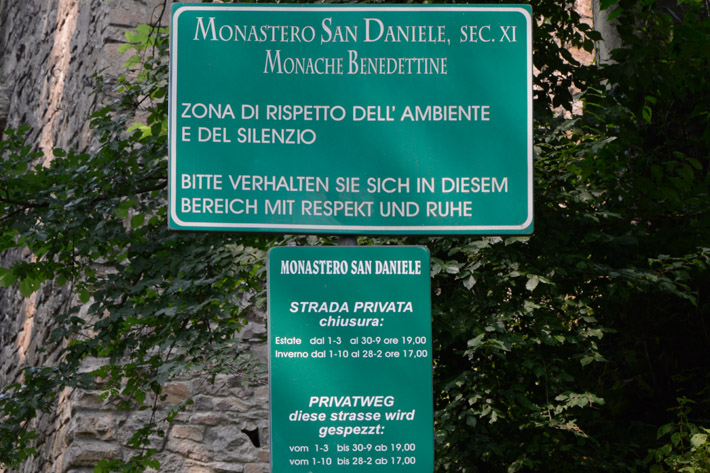 MONASTERO SAN DANIELE, SEC. XI
MONACHE BENEDETTINE
ZONA DI RISPETTO DELL' AMBIENTE
E DEL SILENZIO
BITTE VERHALTEN SIE SICH IN DIESEM
BEREICH MIT RESPEKT UND RUHE
MONASTERO SAN DANIELE
STRADA PRIVATA
chiusura:
Estate dal 1-3 al 30-9 ore 19,00
Inverno dal 1-10 al 28-2 ore 17,00
PRIVATWEG
diese strasse wird
gespezzt:
vom 1-3 bis 30-9 ab 19,00
vom 1-10 bis 28-2 ab 17,00